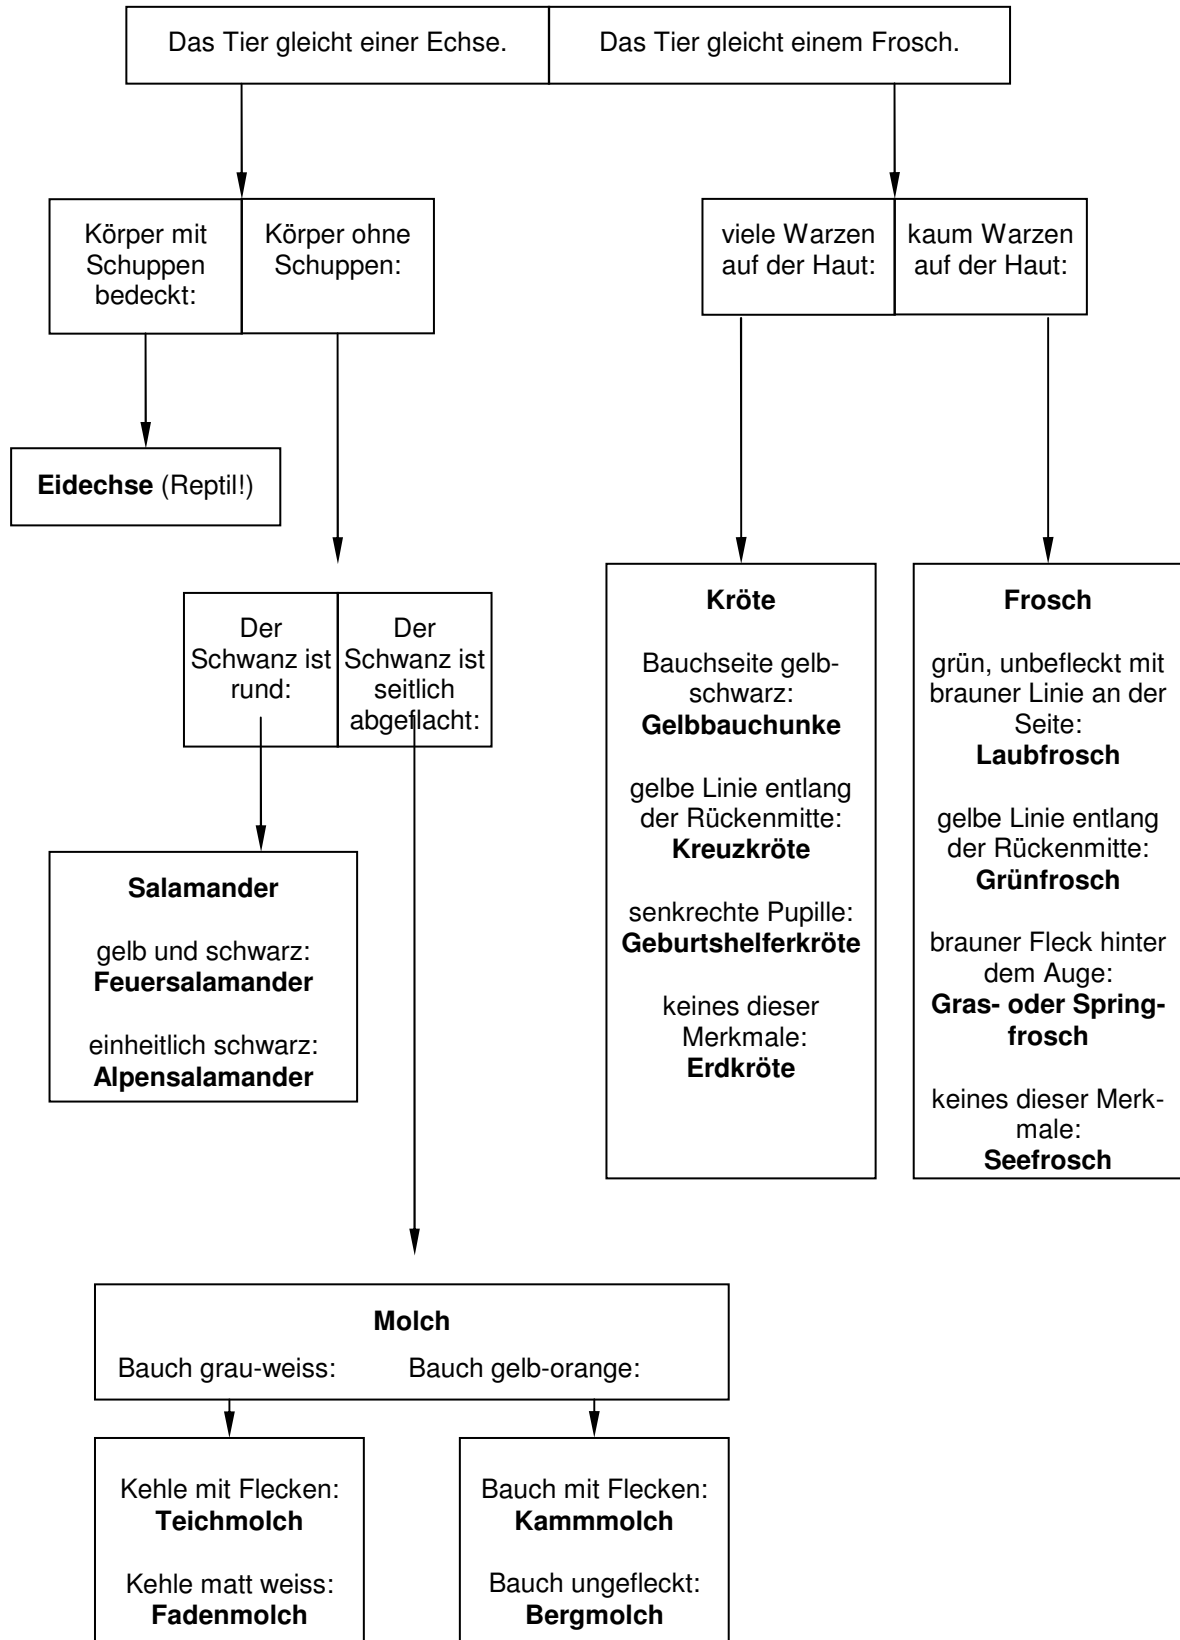 Das Tier gleicht einer Echse.
Das Tier gleicht einem Frosch.
Körper mit
Schuppen
bedeckt:
Körper ohne
Schuppen:
viele Warzen
auf der Haut:
kaum Warzen
auf der Haut:
Eidechse (Reptil!)
Der
Schwanz ist
rund:
Der
Schwanz ist
seitlich
abgeflacht:
Salamander
gelb und schwarz:
Feuersalamander
einheitlich schwarz:
Alpensalamander
Kröte
Bauchseite gelb-
schwarz:
Gelbbauchunke
gelbe Linie entlang
der Rückenmitte:
Kreuzkröte
senkrechte Pupille:
Geburtshelferkröte
keines dieser
Merkmale:
Erdkröte
Frosch
grün, unbefleckt mit
brauner Linie an der
Seite:
Laubfrosch
gelbe Linie entlang
der Rückenmitte:
Grünfrosch
brauner Fleck hinter
dem Auge:
Gras- oder Spring-
frosch
keines dieser Merk-
male:
Seefrosch
Molch
Bauch grau-weiss:
Bauch gelb-orange:
Kehle mit Flecken:
Teichmolch
Kehle matt weiss:
Fadenmolch
Bauch mit Flecken:
Kammmolch
Bauch ungefleckt:
Bergmolch